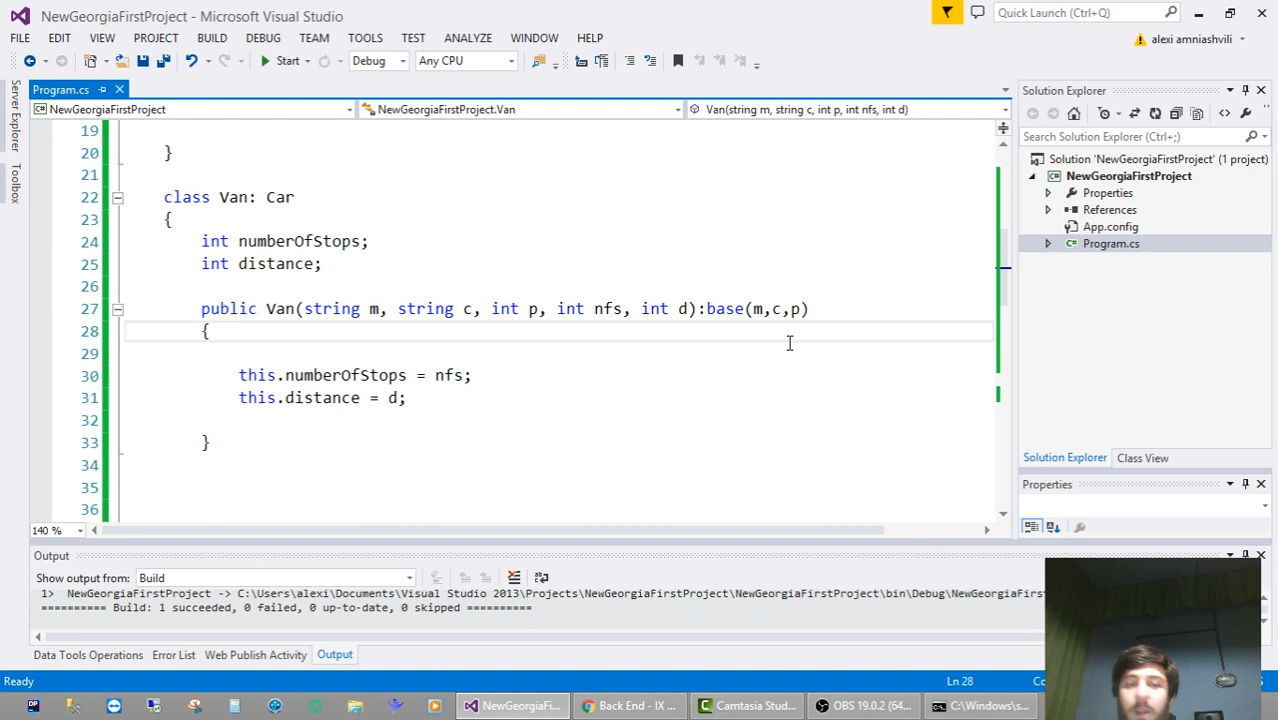 NewGeorgiaFirstProject - Microsoft Visual Studio
Quick Launch (Ctrl+Q)
FILE EDIT VIEW PROJECT BUILD DEBUG TEAM TOOLS TEST ANALYZE WINDOW HELP
alexi amniashvili
Start Debug Any CPU
Server Explorer
Toolbox
Program.cs
NewGeorgiaFirstProject NewGeorgiaFirstProject.Van Van(string m, string c, int p, int nfs, int d)
19
20 }
21
22 class Van: Car
23 {
24 int numberOfStops;
25 int distance;
26
27 public Van(string m, string c, int p, int nfs, int d):base(m,c,p)
28 {
29
30 this.numberOfStops = nfs;
31 this.distance = d;
32
33 }
34
35
36
140 %
Solution Explorer
Search Solution Explorer (Ctrl+;)
Solution 'NewGeorgiaFirstProject' (1 project)
NewGeorgiaFirstProject
Properties
References
App.config
Program.cs
Solution Explorer Class View
Properties
Output
Show output from: Build
1> NewGeorgiaFirstProject -> C:\Users\alexi\Documents\Visual Studio 2013\Projects\NewGeorgiaFirstProject\NewGeorgiaFirstProject\bin\Debug\NewGeorgiaFirst
========== Build: 1 succeeded, 0 failed, 0 up-to-date, 0 skipped ==========
Data Tools Operations Error List Web Publish Activity Output
Ready Ln 28
NewGeorgiaFi... Back End - IX ... Camtasia Stud... OBS 19.0.2 (64... C:\Windows\s...